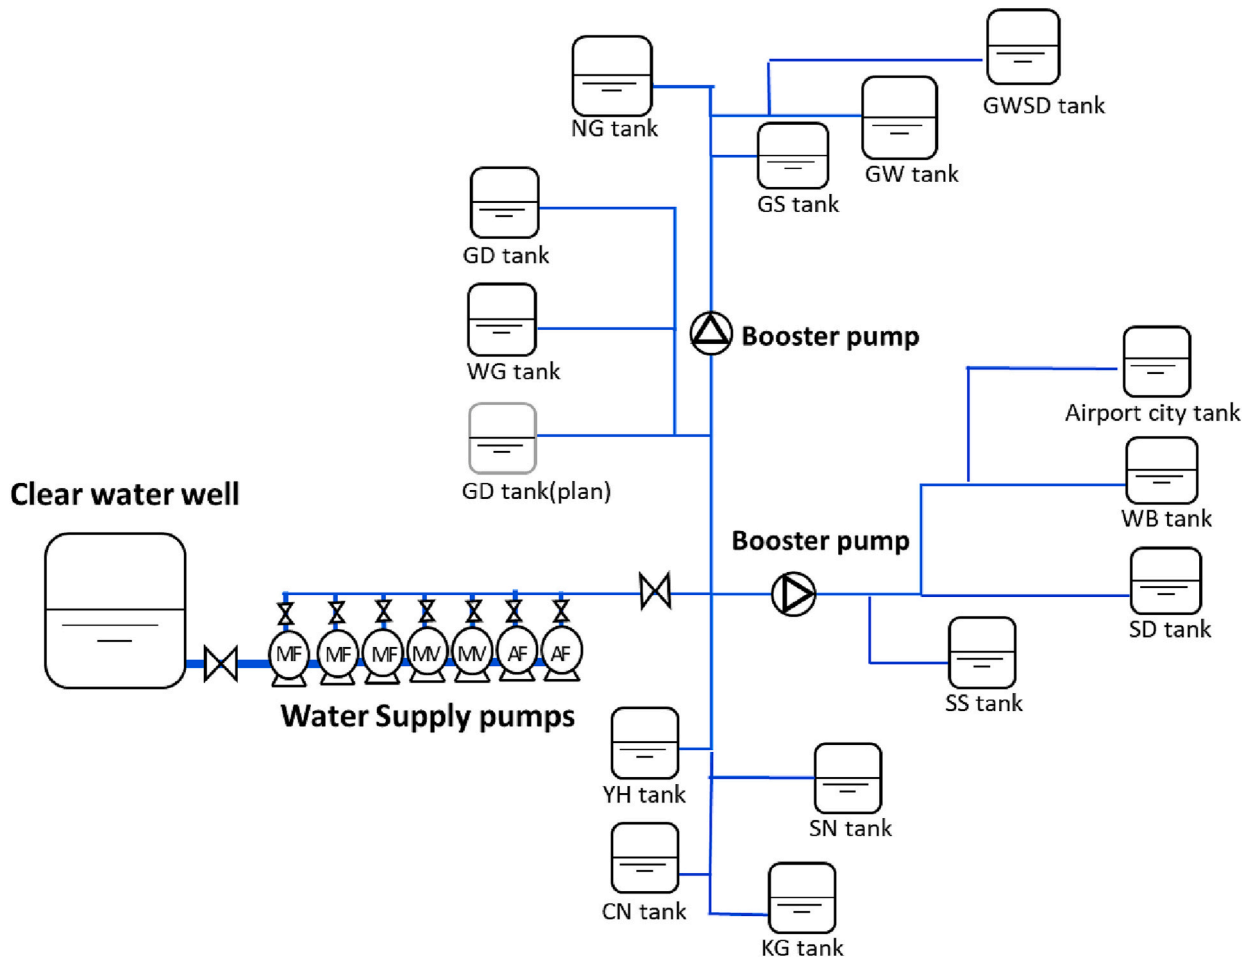 GWSD tank
NG tank
GW tank
GS tank
GD tank
Booster pump
WG tank
Airport city tank
GD tank(plan)
Clear water well
WB tank
Booster pump
SD tank
MF MF MF MV MV AF AF
SS tank
Water Supply pumps
YH tank
SN tank
CN tank
KG tank